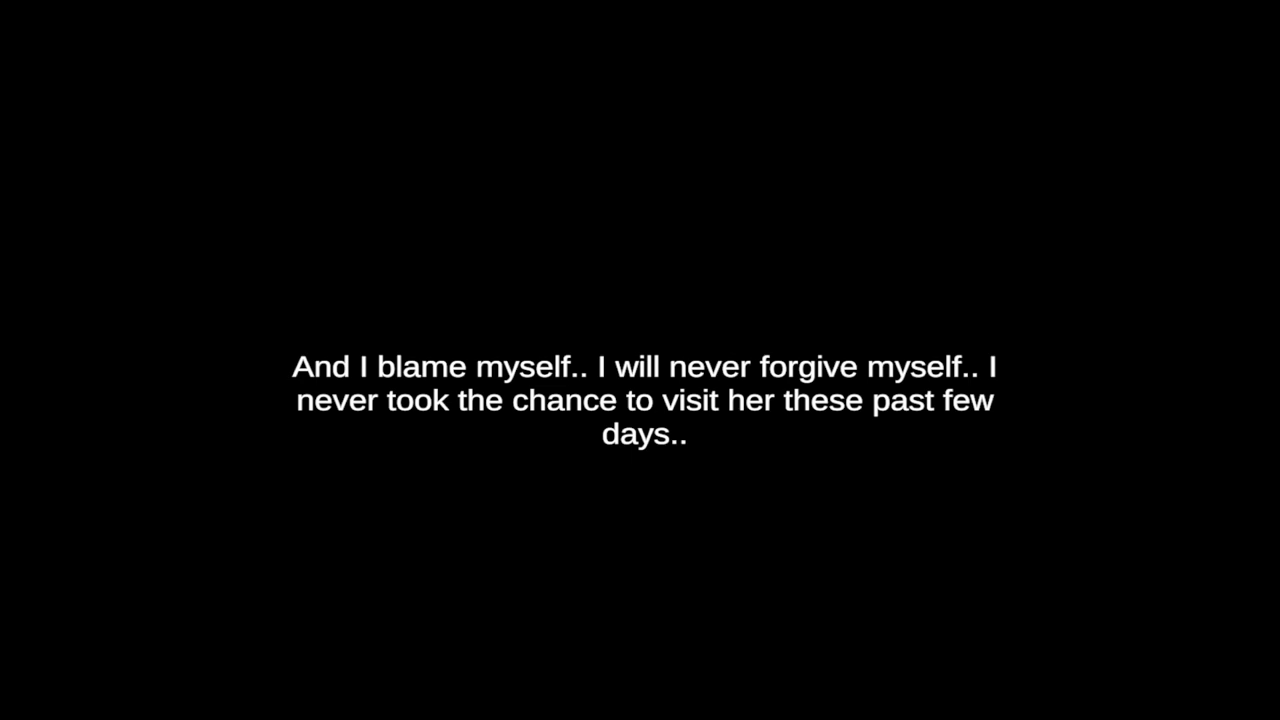 And I blame myself.. I will never forgive myself.. I
never took the chance to visit her these past few
days..